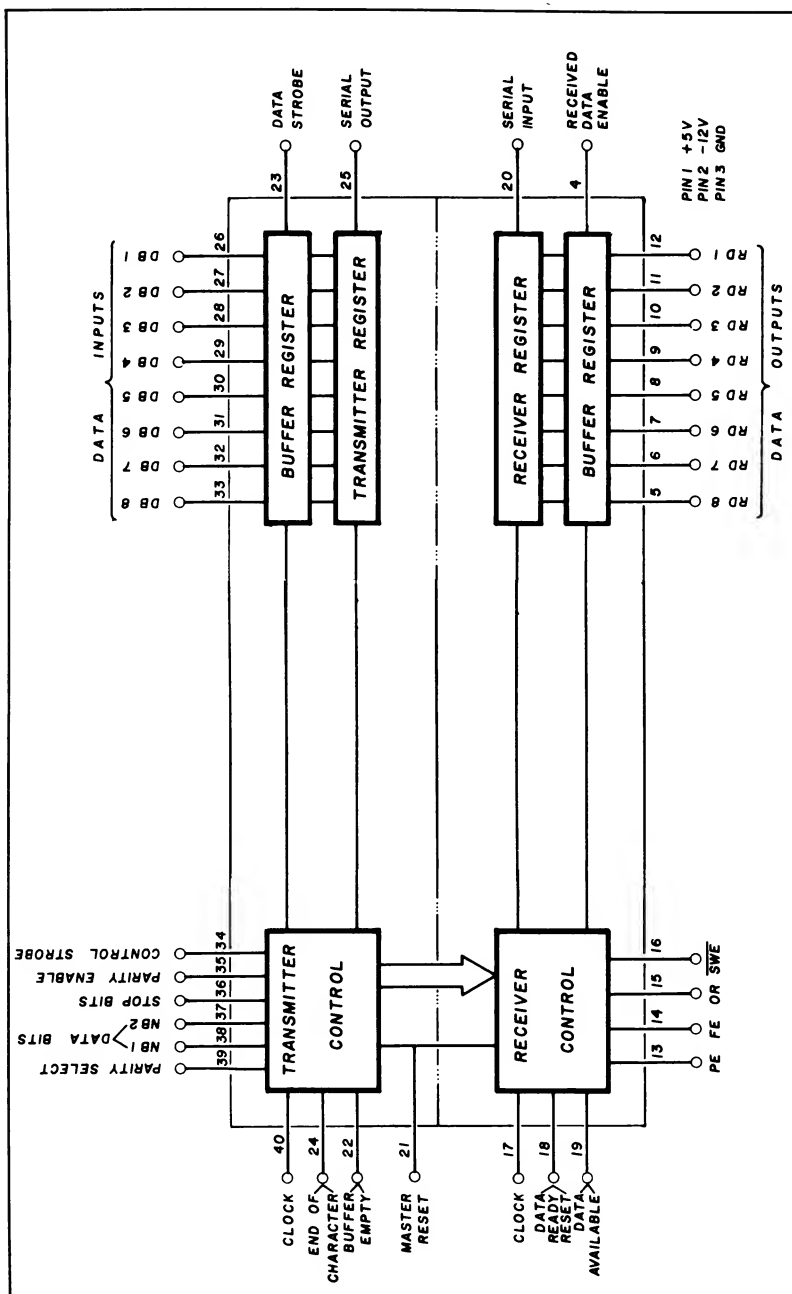 DATA
STROBE
23
SERIAL
OUTPUT
25
SERIAL
INPUT
20
RECEIVED
DATA
ENABLE
4
PIN 1 +5V
PIN 2 -12V
PIN 3 GND
DATA INPUTS
DB 1
DB 2
DB 3
DB 4
DB 5
DB 6
DB 7
DB 8
26
27
28
29
30
31
32
33
BUFFER REGISTER
TRANSMITTER REGISTER
RECEIVER REGISTER
BUFFER REGISTER
12
11
10
9
8
7
6
5
RD 1
RD 2
RD 3
RD 4
RD 5
RD 6
RD 7
RD 8
DATA OUTPUTS
CONTROL STROBE
PARITY ENABLE
STOP BITS
NB2
NB1
DATA BITS
PARITY SELECT
34
35
36
37
38
39
TRANSMITTER
CONTROL
RECEIVER
CONTROL
16
15
14
13
SWE
OR
FE
PE
40
CLOCK
24
END OF
CHARACTER
22
BUFFER
EMPTY
21
MASTER
RESET
17
CLOCK
18
DATA
READY
RESET
19
DATA
AVAILABLE